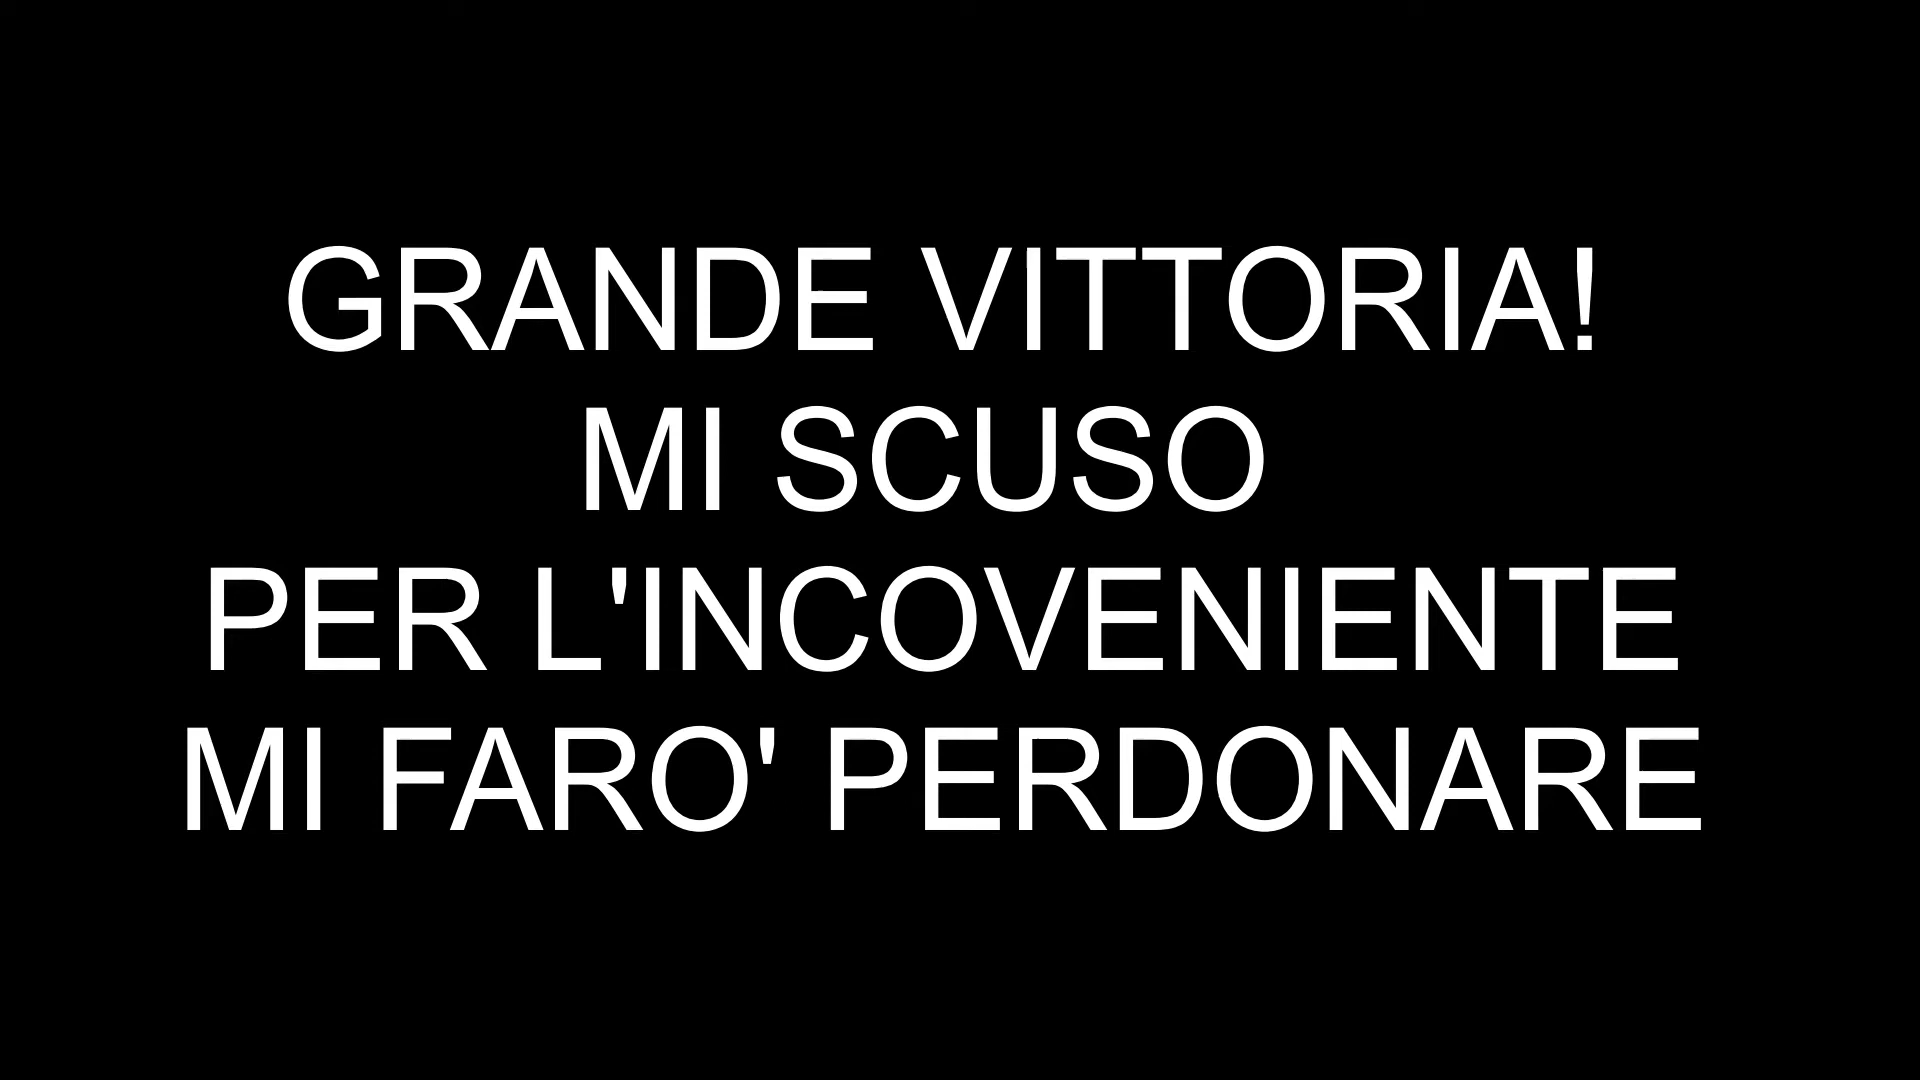 GRANDE VITTORIA!
MI SCUSO
PER L'INCOVENIENTE
MI FARO' PERDONARE